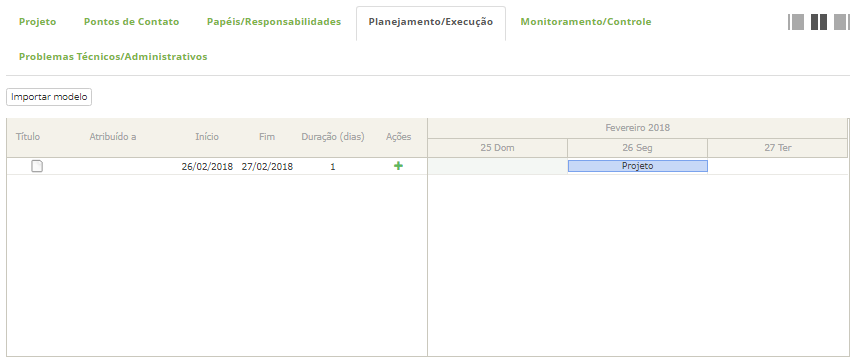 Projeto Pontos de Contato Papéis/Responsabilidades Planejamento/Execução Monitoramento/Controle
Problemas Técnicos/Administrativos
Importar modelo
Título Atribuído a Início Fim Duração (dias) Ações Fevereiro 2018
25 Dom 26 Seg 27 Ter
26/02/2018 27/02/2018 1 Projeto